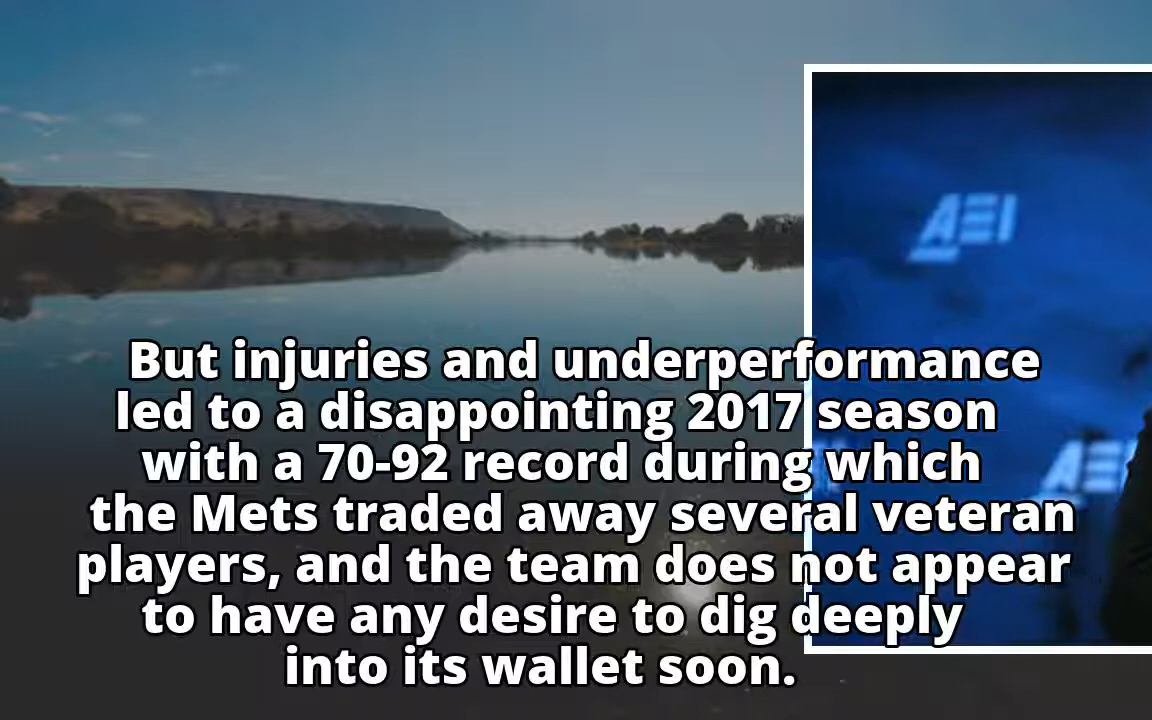 AEI
But injuries and underperformance
led to a disappointing 2017 season
with a 70-92 record during which
AEI
the Mets traded away several veteran
players, and the team does not appear
to have any desire to dig deeply
into its wallet soon.